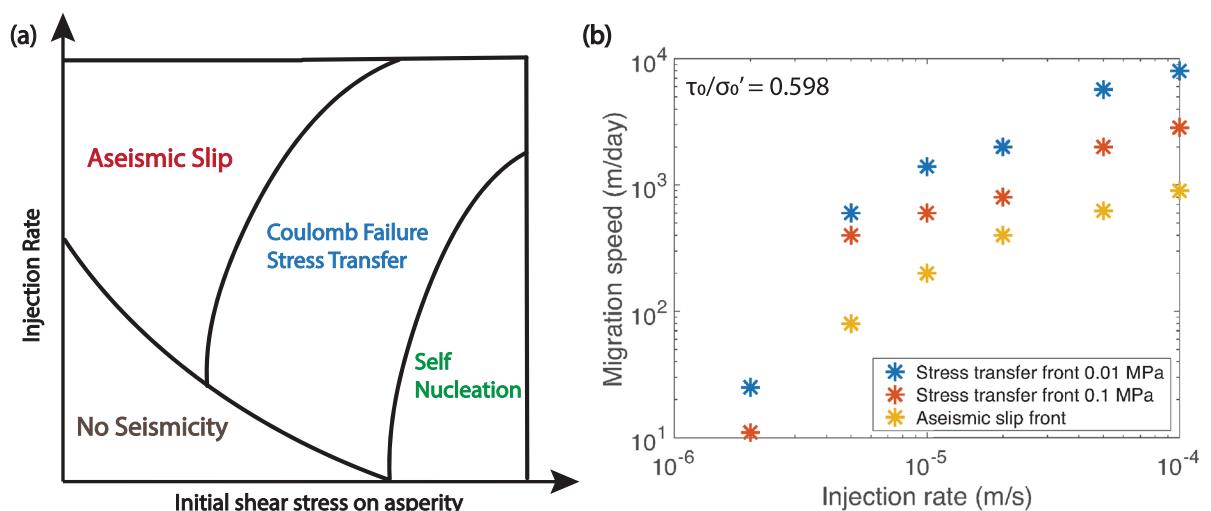 (a)
Injection Rate
Aseismic Slip
Coulomb Failure
Stress Transfer
Self
Nucleation
No Seismicity
Initial shear stress on asperity
(b)
τ₀/σ₀’ = 0.598
Migration speed (m/day)
10⁴
10³
10²
10¹
Stress transfer front 0.01 MPa
Stress transfer front 0.1 MPa
Aseismic slip front
10⁻⁶
10⁻⁵
10⁻⁴
Injection rate (m/s)